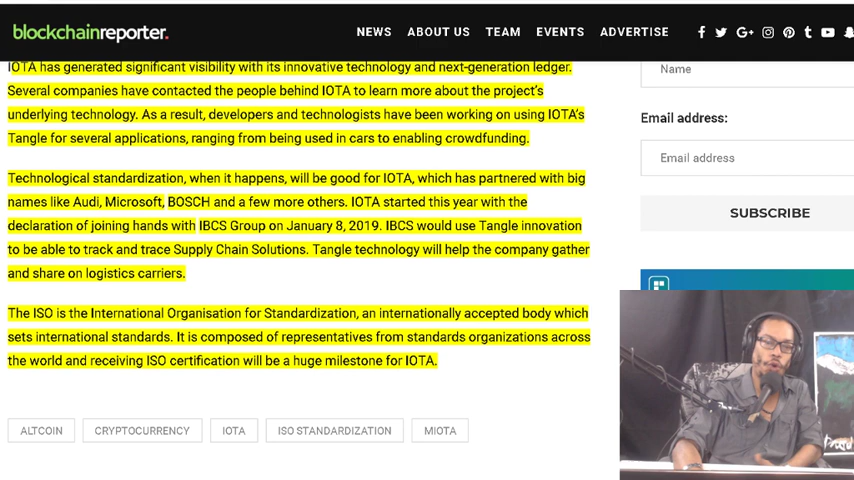 blockchainreporter.
NEWS ABOUT US TEAM EVENTS ADVERTISE
IOTA has generated significant visibility with its innovative technology and next-generation ledger.
Several companies have contacted the people behind IOTA to learn more about the project's
underlying technology. As a result, developers and technologists have been working on using IOTA's
Tangle for several applications, ranging from being used in cars to enabling crowdfunding.
Technological standardization, when it happens, will be good for IOTA, which has partnered with big
names like Audi, Microsoft, BOSCH and a few more others. IOTA started this year with the
declaration of joining hands with IBCS Group on January 8, 2019. IBCS would use Tangle innovation
to be able to track and trace Supply Chain Solutions. Tangle technology will help the company gather
and share on logistics carriers.
The ISO is the International Organisation for Standardization, an internationally accepted body which
sets international standards. It is composed of representatives from standards organizations across
the world and receiving ISO certification will be a huge milestone for IOTA.
ALTCOIN CRYPTOCURRENCY IOTA ISO STANDARDIZATION MIOTA
Name
Email address:
Email address
SUBSCRIBE